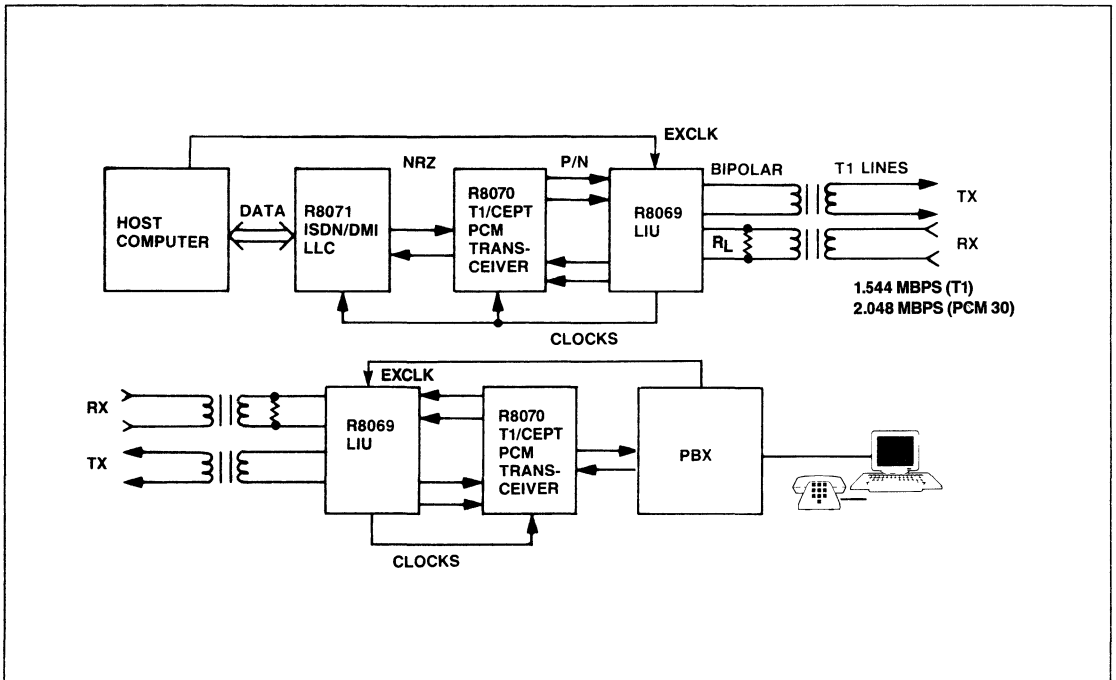 EXCLK
NRZ
P/N
BIPOLAR
T1 LINES
HOST
COMPUTER
DATA
R8071
ISDN/DMI
LLC
R8070
T1/CEPT
PCM
TRANS-
CEIVER
R8069
LIU
RL
TX
RX
1.544 MBPS (T1)
2.048 MBPS (PCM 30)
CLOCKS
EXCLK
RX
TX
R8069
LIU
R8070
T1/CEPT
PCM
TRANS-
CEIVER
PBX
CLOCKS